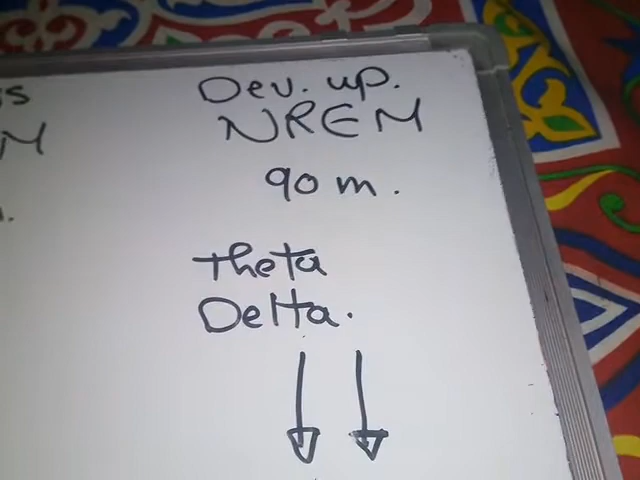 Dev. up.
NREM
90 m.
Theta
Delta.